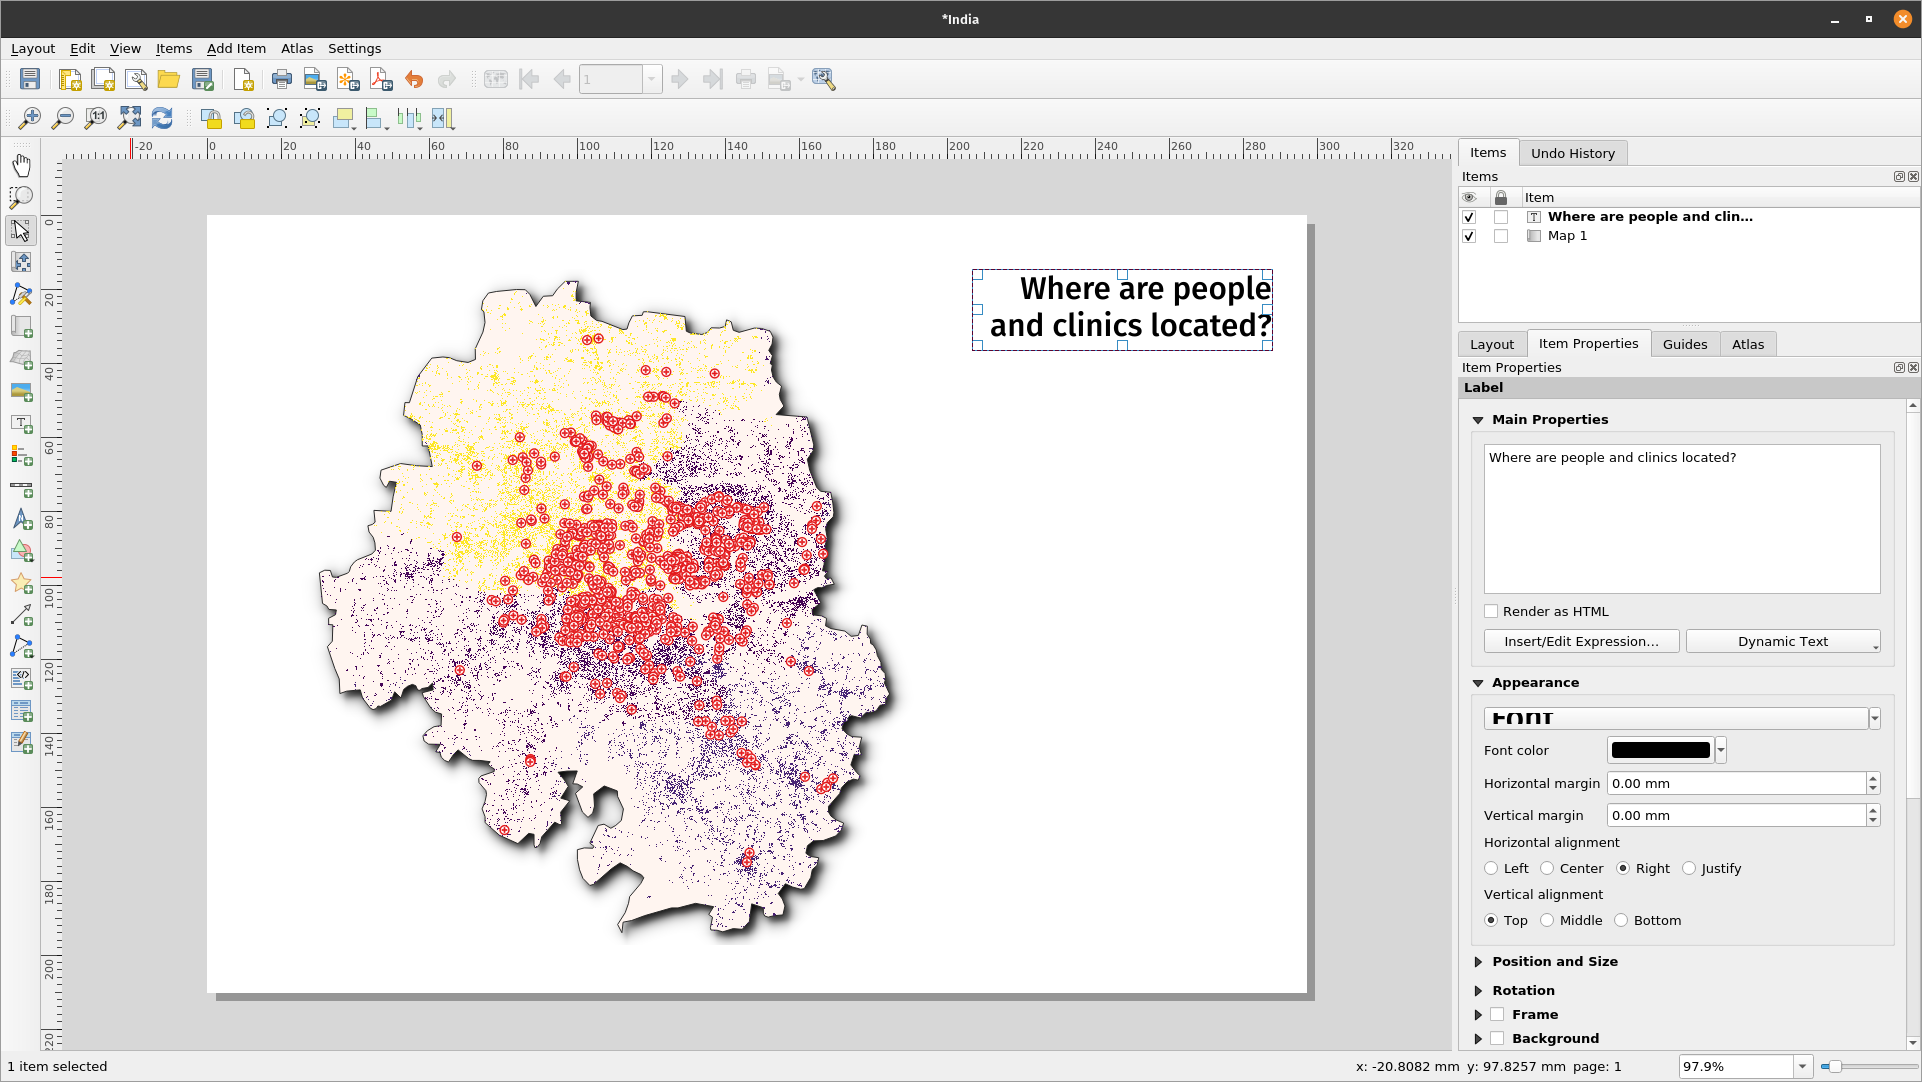 *India
Layout Edit View Items Add Item Atlas Settings
1:1
1
-20 0 20 40 60 80 100 120 140 160 180 200 220 240 260 280 300 320
0
20
40
60
80
100
120
140
160
180
200
220
Where are people
and clinics located?
Items Undo History
Items
Item
Where are people and clin...
Map 1
Layout Item Properties Guides Atlas
Item Properties
Label
Main Properties
Where are people and clinics located?
Render as HTML
Insert/Edit Expression... Dynamic Text
Appearance
Font
Font color
Horizontal margin 0.00 mm
Vertical margin 0.00 mm
Horizontal alignment
Left Center Right Justify
Vertical alignment
Top Middle Bottom
Position and Size
Rotation
Frame
Background
1 item selected
x: -20.8082 mm y: 97.8257 mm page: 1 97.9%